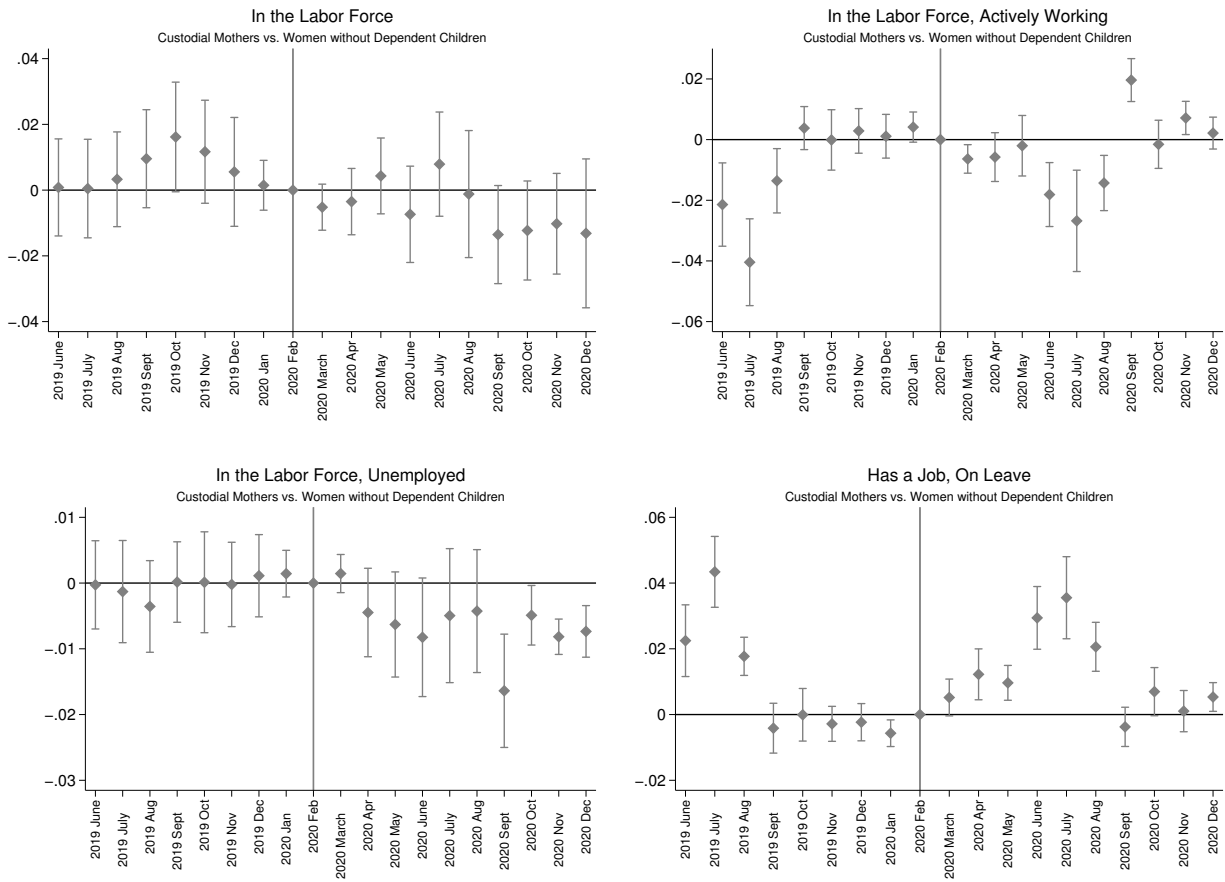 In the Labor Force
Custodial Mothers vs. Women without Dependent Children
.04
.02
0
-.02
-.04
2019 June
2019 July
2019 Aug
2019 Sept
2019 Oct
2019 Nov
2019 Dec
2020 Jan
2020 Feb
2020 March
2020 Apr
2020 May
2020 June
2020 July
2020 Aug
2020 Sept
2020 Oct
2020 Nov
2020 Dec
In the Labor Force, Actively Working
Custodial Mothers vs. Women without Dependent Children
.02
0
-.02
-.04
-.06
2019 June
2019 July
2019 Aug
2019 Sept
2019 Oct
2019 Nov
2019 Dec
2020 Jan
2020 Feb
2020 March
2020 Apr
2020 May
2020 June
2020 July
2020 Aug
2020 Sept
2020 Oct
2020 Nov
2020 Dec
In the Labor Force, Unemployed
Custodial Mothers vs. Women without Dependent Children
.01
0
-.01
-.02
-.03
2019 June
2019 July
2019 Aug
2019 Sept
2019 Oct
2019 Nov
2019 Dec
2020 Jan
2020 Feb
2020 March
2020 Apr
2020 May
2020 June
2020 July
2020 Aug
2020 Sept
2020 Oct
2020 Nov
2020 Dec
Has a Job, On Leave
Custodial Mothers vs. Women without Dependent Children
.06
.04
.02
0
-.02
2019 June
2019 July
2019 Aug
2019 Sept
2019 Oct
2019 Nov
2019 Dec
2020 Jan
2020 Feb
2020 March
2020 Apr
2020 May
2020 June
2020 July
2020 Aug
2020 Sept
2020 Oct
2020 Nov
2020 Dec